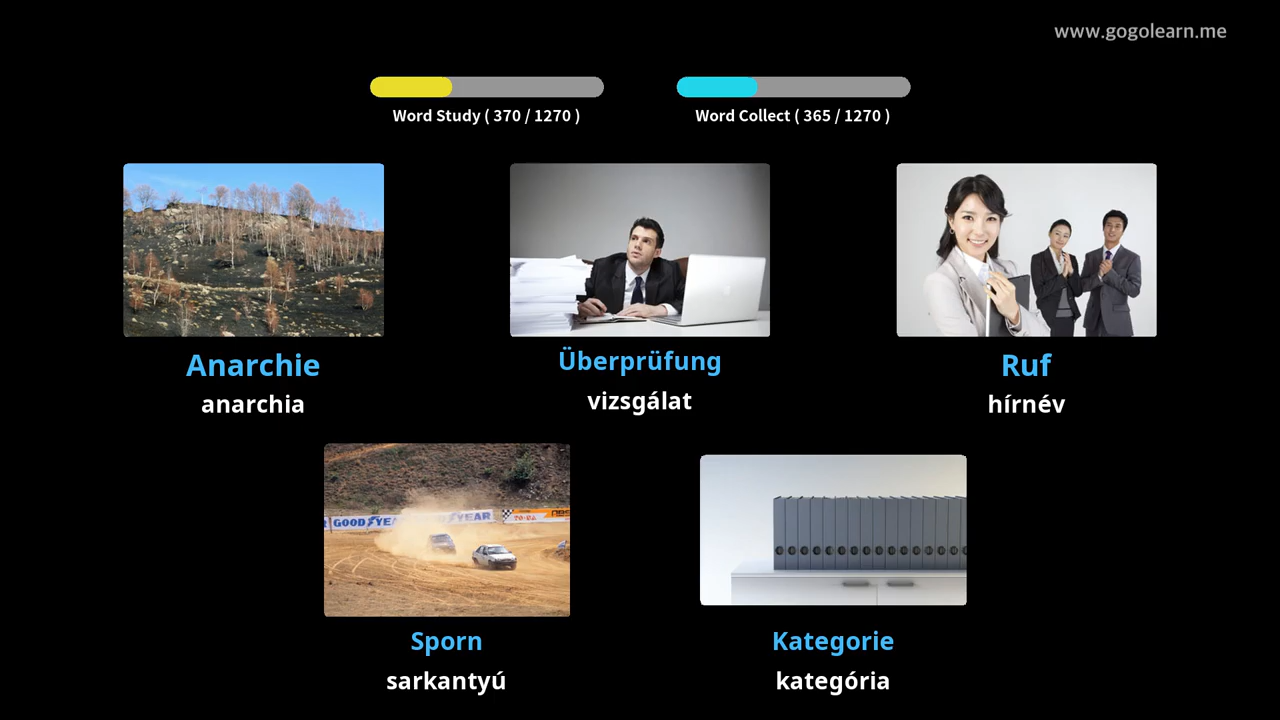 www.gogolearn.me
Word Study ( 370 / 1270 )
Word Collect ( 365 / 1270 )
Anarchie
anarchia
Überprüfung
vizsgálat
Ruf
hírnév
GOODYEAR
Sporn
sarkantyú
Kategorie
kategória